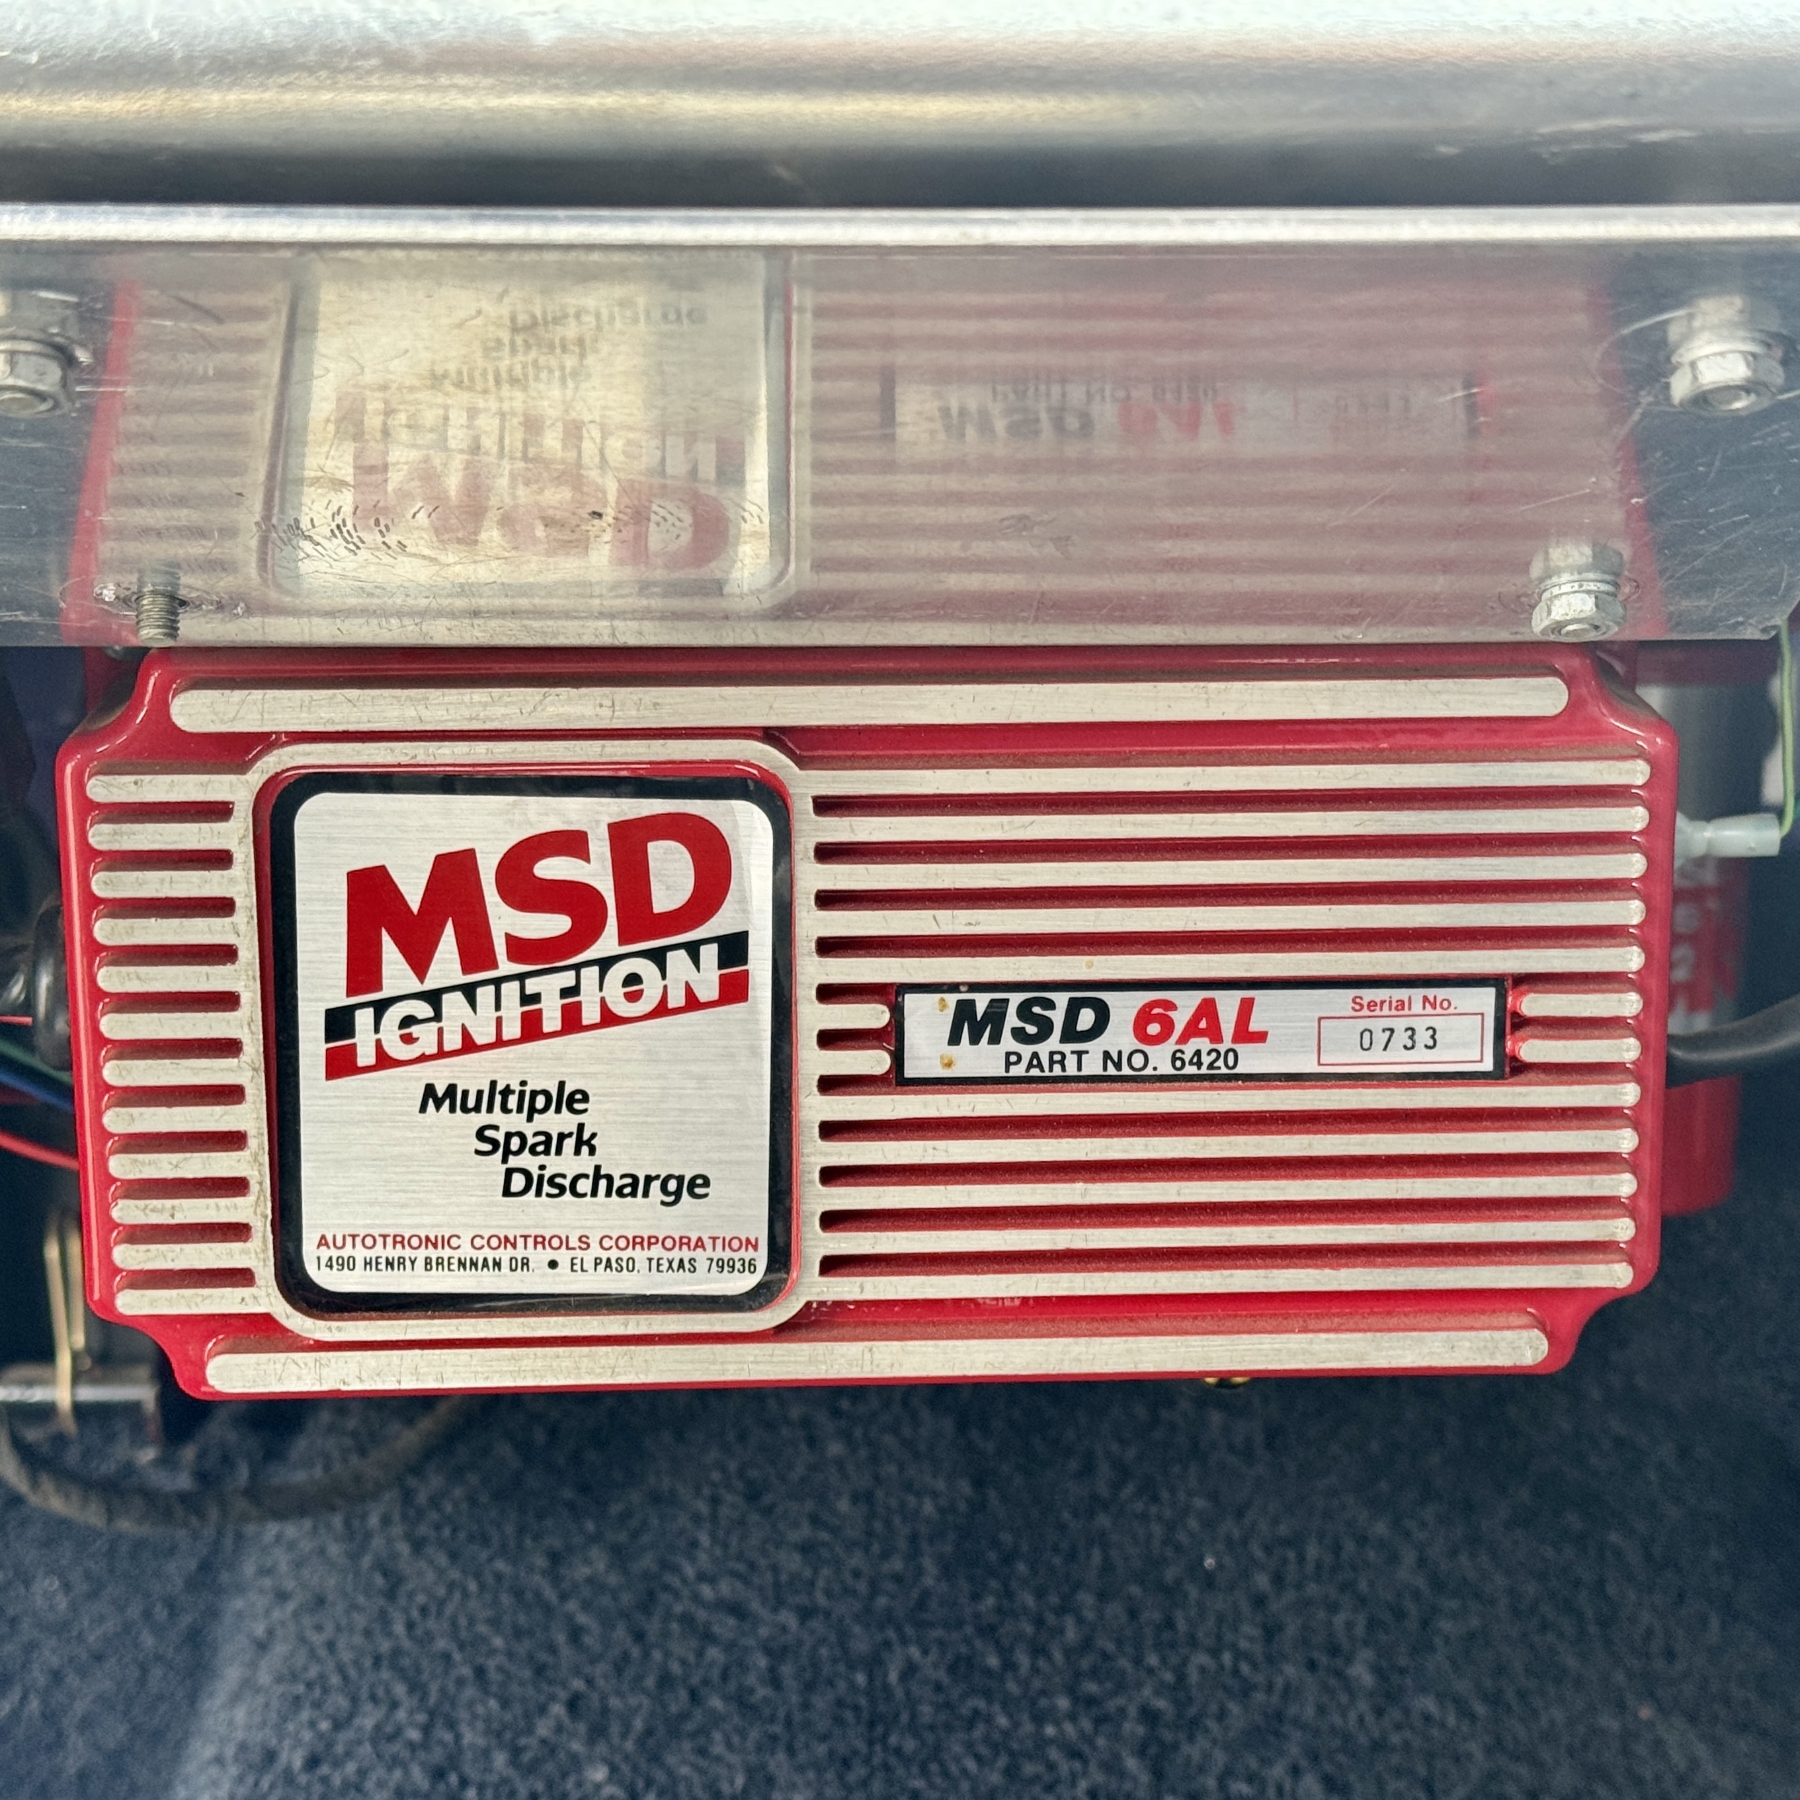 MSD
IGNITION
Multiple
Spark
Discharge
AUTOTRONIC CONTROLS CORPORATION
1490 HENRY BRENNAN DR. • EL PASO, TEXAS 79936
MSD 6AL
PART NO. 6420
Serial No.
0733